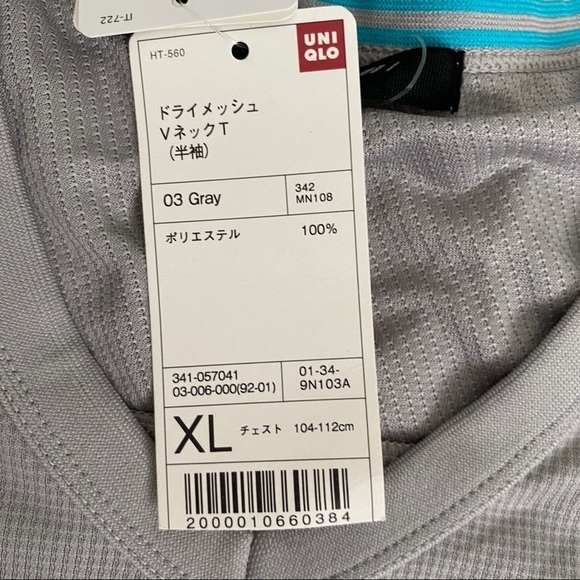 IT-722
HT-560
UNI
QLO
ドライメッシュ
VネックT
(半袖)
03 Gray
342
MN108
ポリエステル 100%
341-057041
03-006-000(92-01)
01-34-
9N103A
XL チェスト 104-112cm
2000010660384